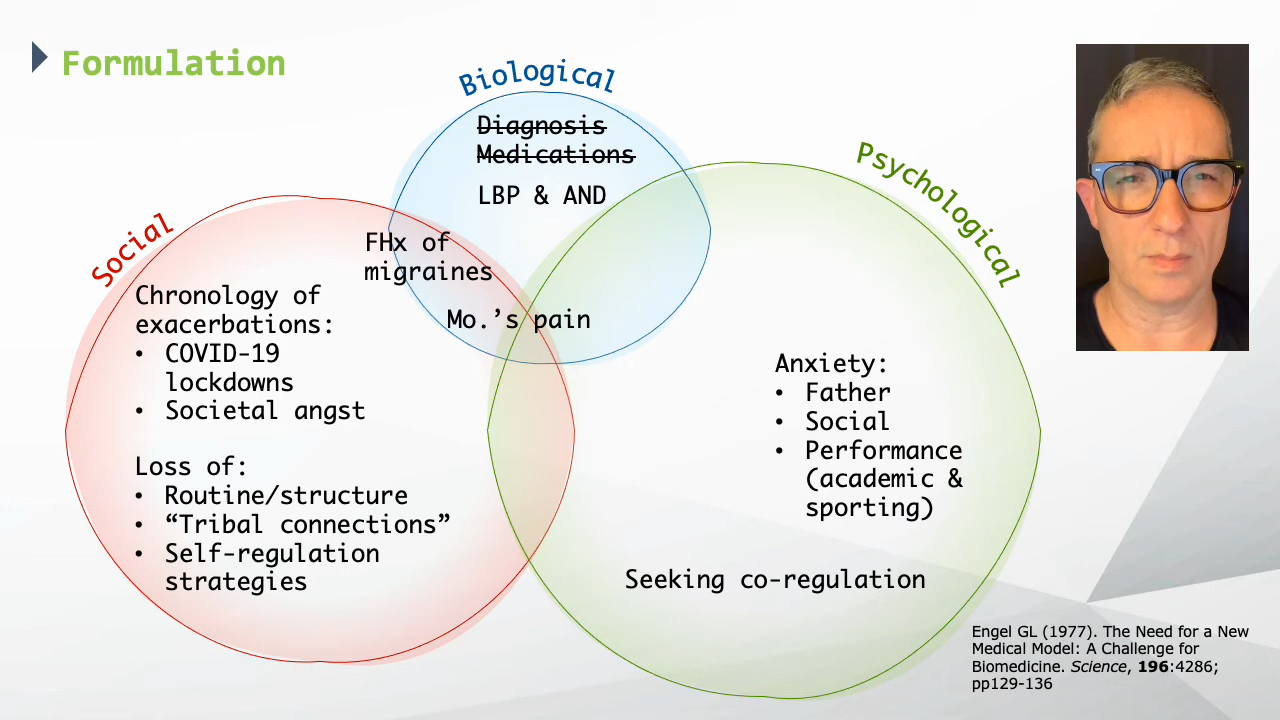 Formulation
Biological
Diagnosis
Medications
LBP & AND
Psychological
Social
FHx of
migraines
Mo.’s pain
Chronology of
exacerbations:
• COVID-19
lockdowns
• Societal angst
Loss of:
• Routine/structure
• “Tribal connections”
• Self-regulation
strategies
Anxiety:
• Father
• Social
• Performance
(academic &
sporting)
Seeking co-regulation
Engel GL (1977). The Need for a New
Medical Model: A Challenge for
Biomedicine. Science, 196:4286;
pp129-136